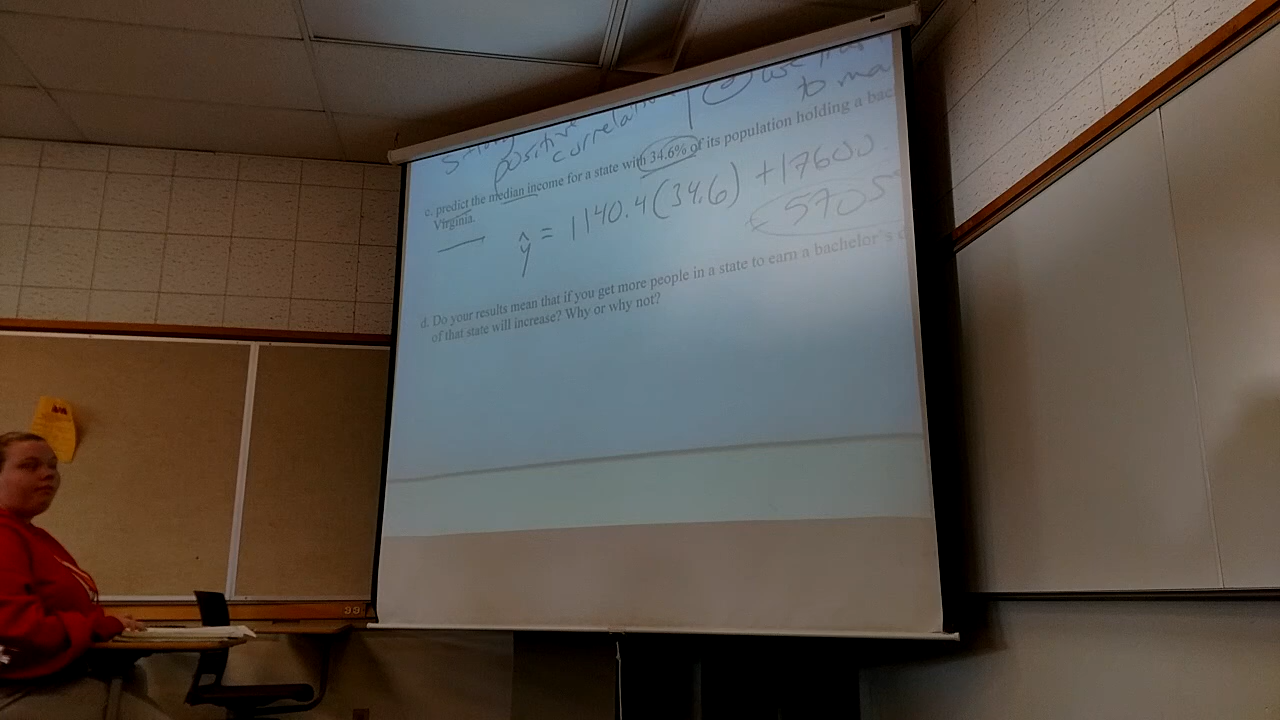 positive
correlation
@ use
to ma
c. predict the median income for a state with 34.6% of its population holding a bac
Virginia.
ŷ = 1140.4(34.6) + 17600
5705
d. Do your results mean that if you get more people in a state to earn a bachelor's
of that state will increase? Why or why not?
99